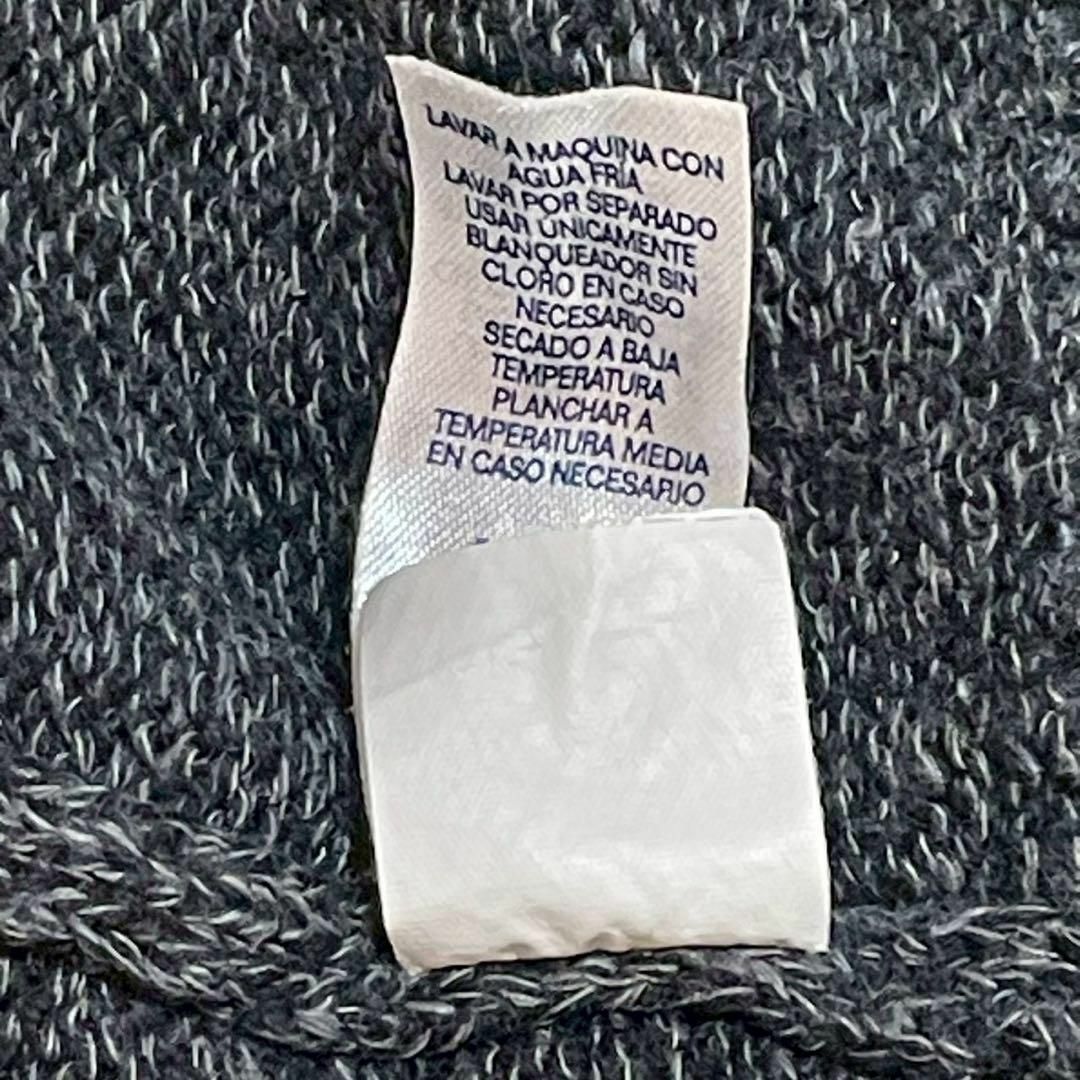 LAVAR A MAQUINA CON
AGUA FRIA
LAVAR POR SEPARADO
USAR ÚNICAMENTE
BLANQUEADOR SIN
CLORO EN CASO
NECESARIO
SECADO A BAJA
TEMPERATURA
PLANCHAR A
TEMPERATURA MEDIA
EN CASO NECESARIO